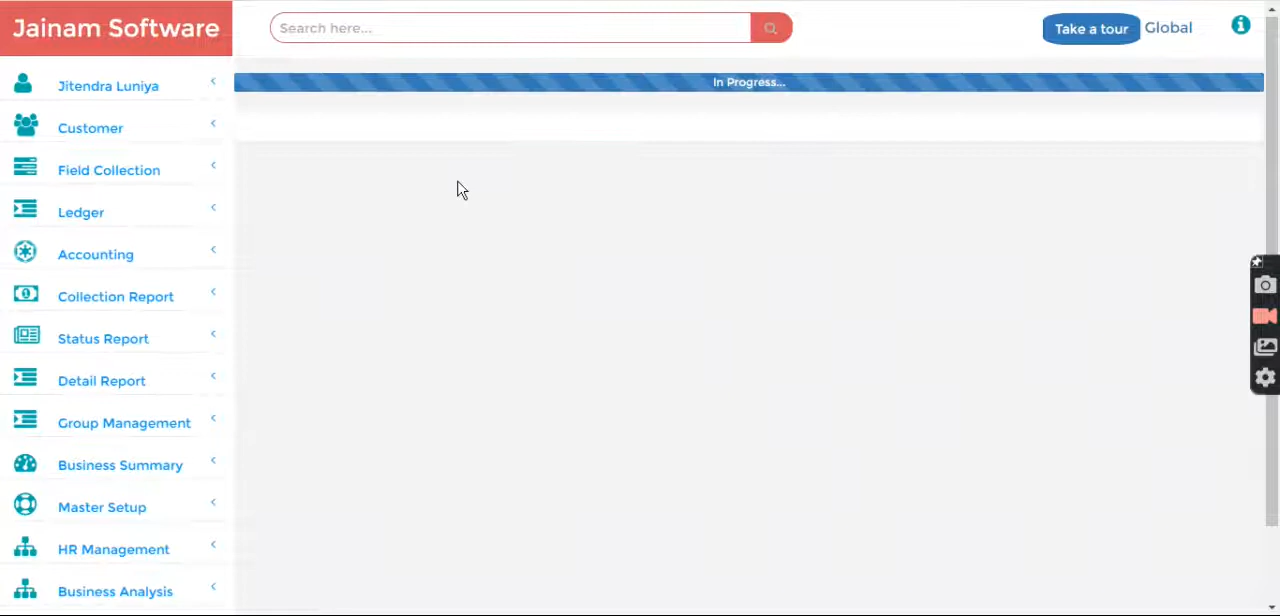 Jainam Software
Search here...
Take a tour
Global
In Progress...
Jitendra Luniya
Customer
Field Collection
Ledger
Accounting
Collection Report
Status Report
Detail Report
Group Management
Business Summary
Master Setup
HR Management
Business Analysis